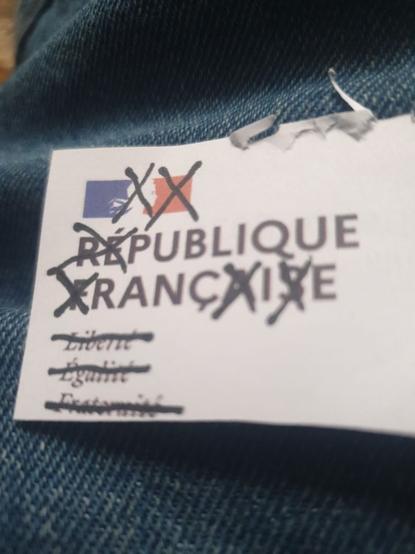 RÉPUBLIQUE
FRANÇAISE
Liberté
Égalité
Fraternité